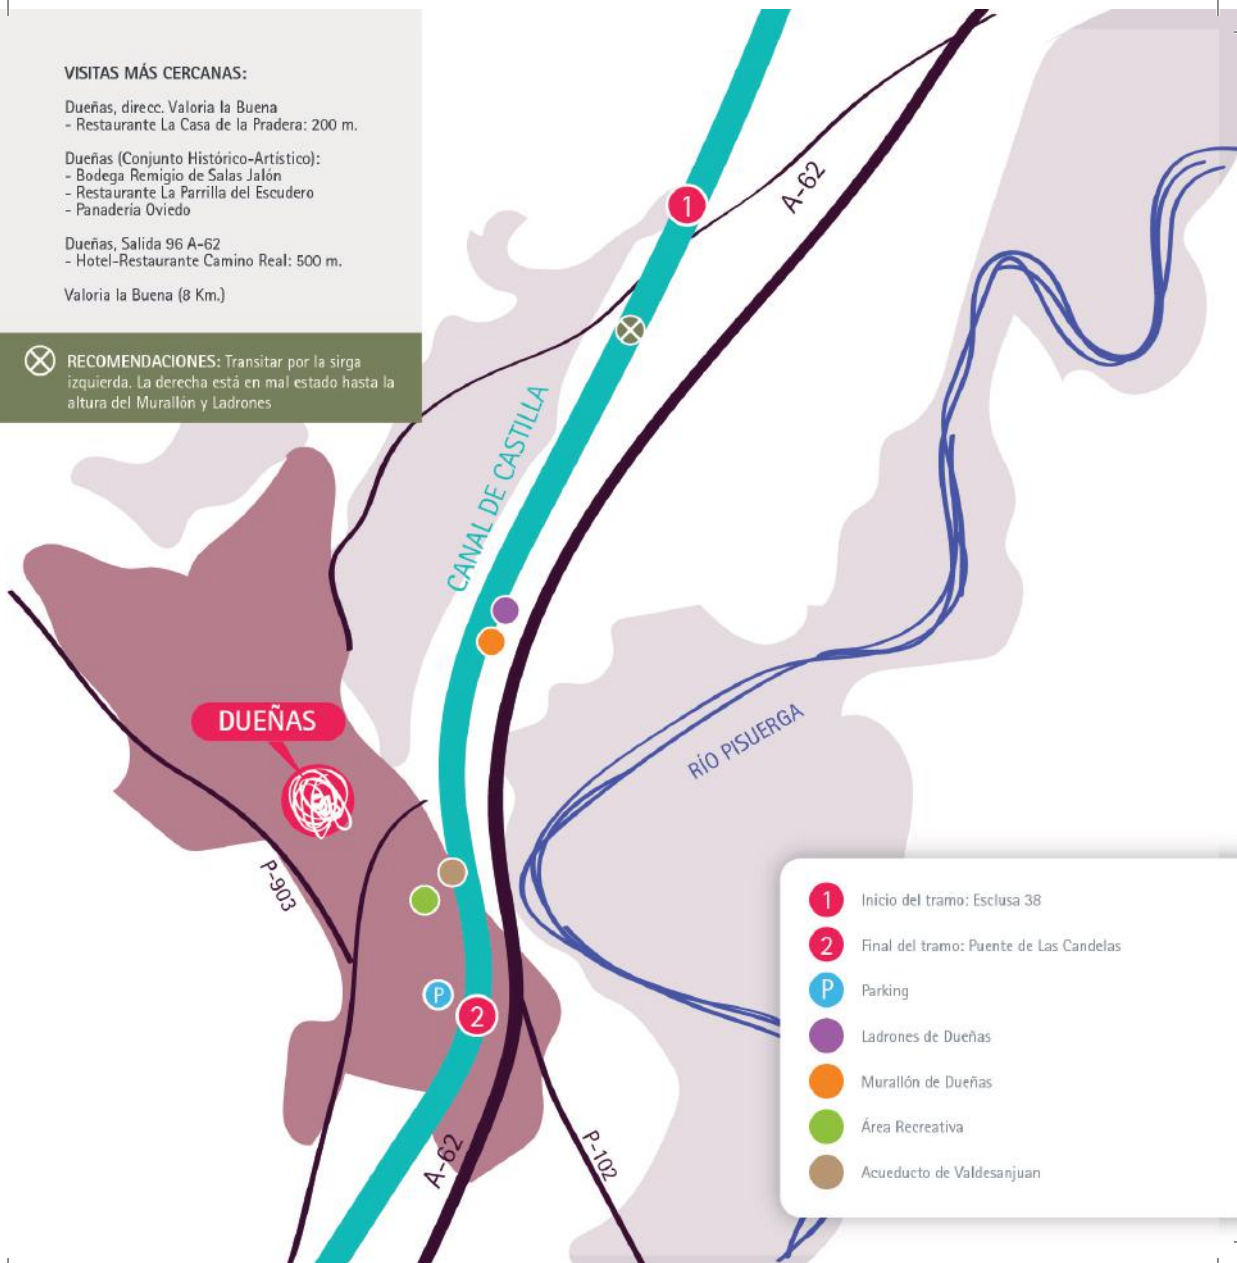 VISITAS MÁS CERCANAS:
Dueñas, direcc. Valoria la Buena
- Restaurante La Casa de la Pradera: 200 m.
Dueñas (Conjunto Histórico-Artístico):
- Bodega Remigio de Salas Jalón
- Restaurante La Parrilla del Escudero
- Panadería Oviedo
Dueñas, Salida 96 A-62
- Hotel-Restaurante Camino Real: 500 m.
Valoria la Buena (8 Km.)
RECOMENDACIONES: Transitar por la sirga
izquierda. La derecha está en mal estado hasta la
altura del Murallón y Ladrones
A-62
1
CANAL DE CASTILLA
DUEÑAS
RÍO PISUERGA
P-903
P
2
A-62
P-102
1 Inicio del tramo: Esclusa 38
2 Final del tramo: Puente de Las Candelas
P Parking
Ladrones de Dueñas
Murallón de Dueñas
Área Recreativa
Acueducto de Valdesanjuan